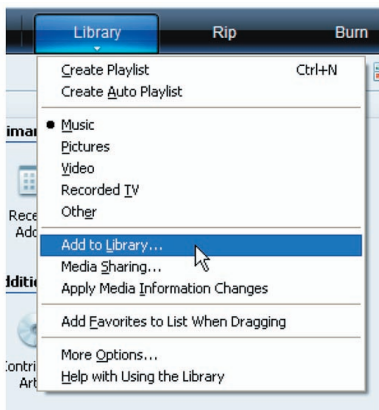 Library Rip Burn
Create Playlist Ctrl+N
Create Auto Playlist
Music
Pictures
Video
Recorded TV
Other
Add to Library...
Media Sharing...
Apply Media Information Changes
Add Favorites to List When Dragging
More Options...
Help with Using the Library